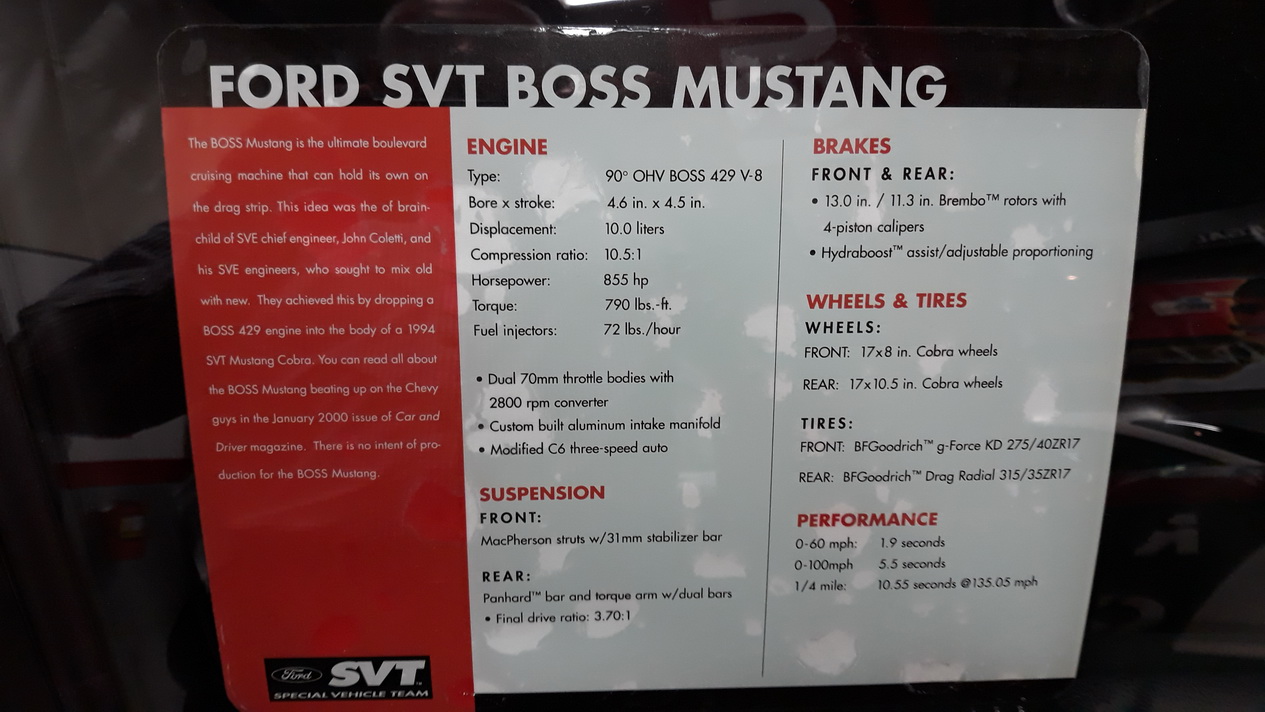 FORD SVT BOSS MUSTANG
The BOSS Mustang is the ultimate boulevard
cruising machine that can hold its own on
the drag strip. This idea was the of brain-
child of SVE chief engineer, John Coletti, and
his SVE engineers, who sought to mix old
with new. They achieved this by dropping a
BOSS 429 engine into the body of a 1994
SVT Mustang Cobra. You can read all about
the BOSS Mustang beating up on the Chevy
guys in the January 2000 issue of Car and
Driver magazine. There is no intent of pro-
duction for the BOSS Mustang.
Ford SVT™
SPECIAL VEHICLE TEAM
ENGINE
Type: 90° OHV BOSS 429 V-8
Bore x stroke: 4.6 in. x 4.5 in.
Displacement: 10.0 liters
Compression ratio: 10.5:1
Horsepower: 855 hp
Torque: 790 lbs.-ft.
Fuel injectors: 72 lbs./hour
• Dual 70mm throttle bodies with
2800 rpm converter
• Custom built aluminum intake manifold
• Modified C6 three-speed auto
SUSPENSION
FRONT:
MacPherson struts w/31mm stabilizer bar
REAR:
Panhard™ bar and torque arm w/dual bars
• Final drive ratio: 3.70:1
BRAKES
FRONT & REAR:
• 13.0 in. / 11.3 in. Brembo™ rotors with
4-piston calipers
• Hydraboost™ assist/adjustable proportioning
WHEELS & TIRES
WHEELS:
FRONT: 17x8 in. Cobra wheels
REAR: 17x10.5 in. Cobra wheels
TIRES:
FRONT: BFGoodrich™ g-Force KD 275/40ZR17
REAR: BFGoodrich™ Drag Radial 315/35ZR17
PERFORMANCE
0-60 mph: 1.9 seconds
0-100mph 5.5 seconds
1/4 mile: 10.55 seconds @135.05 mph